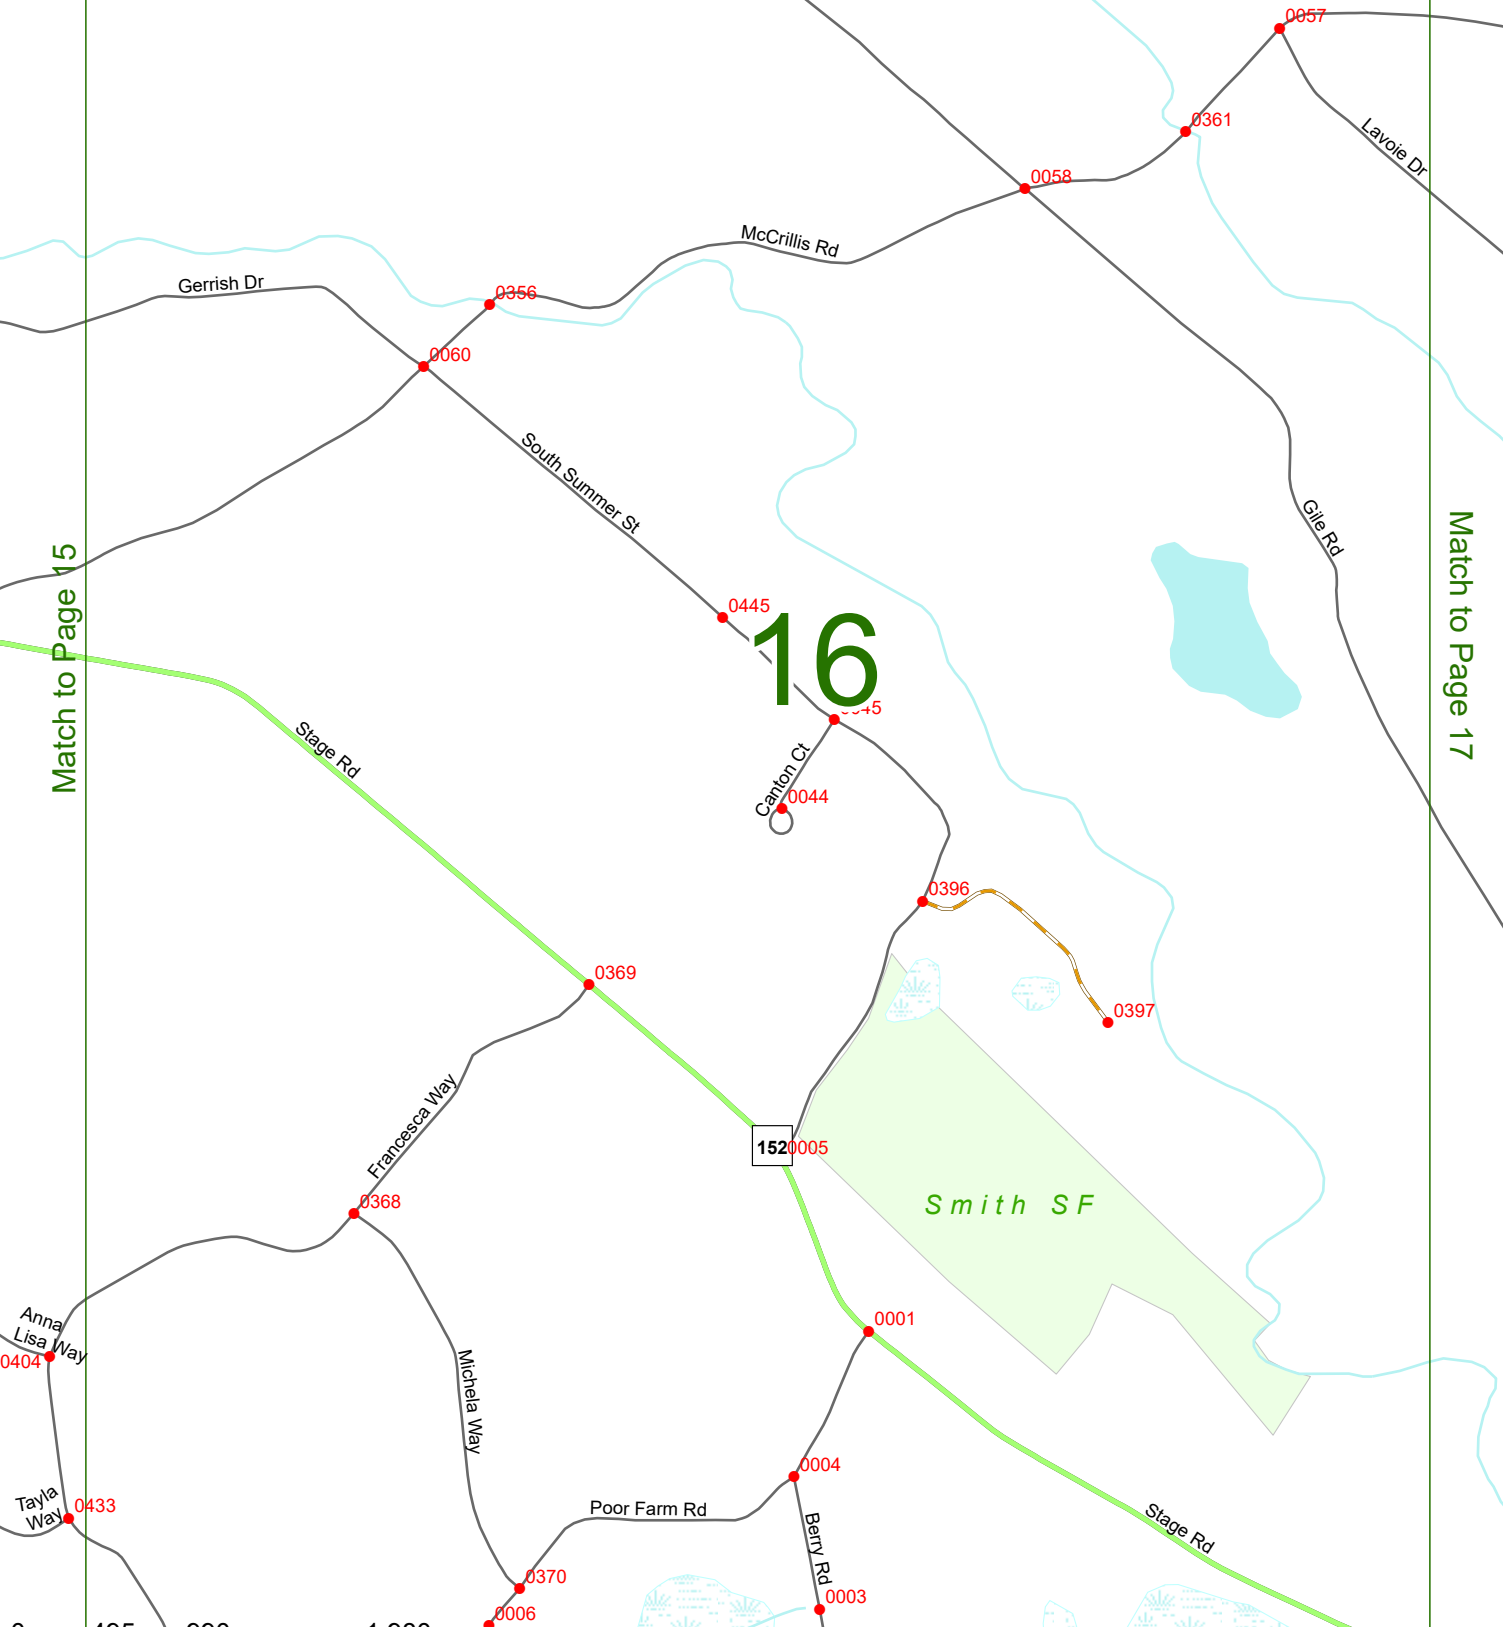 0057
0361
Lavoie Dr
0058
McCrillis Rd
Gerrish Dr
0356
0060
South Summer St
Gile Rd
Match to Page 15
Match to Page 17
0445
16
Stage Rd
Canton Ct
0044
0396
0369
0397
Francesca Way
152
0005
0368
Smith SF
Anna
Lisa Way
0404
0001
Michela Way
0004
Tayla
Way
0433
Poor Farm Rd
Berry Rd
Stage Rd
0370
0003
0006